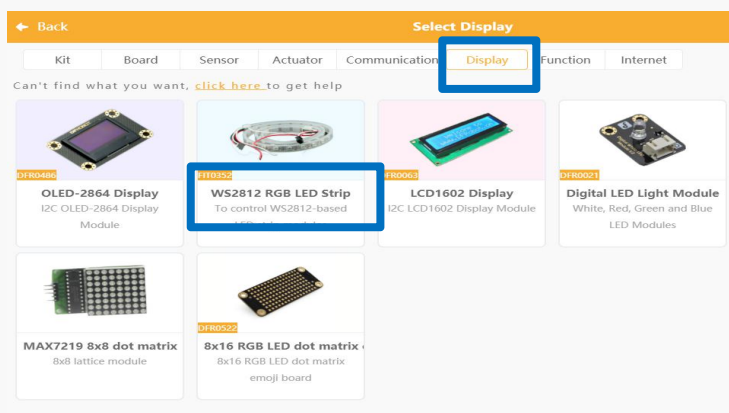 ← Back
Select Display
Kit Board Sensor Actuator Communication Display Function Internet
Can't find what you want, click here to get help
DFR0486
OLED-2864 Display
I2C OLED-2864 Display
Module
FIT0352
WS2812 RGB LED Strip
To control WS2812-based
DFR0063
LCD1602 Display
I2C LCD1602 Display Module
DFR0021
Digital LED Light Module
White, Red, Green and Blue
LED Modules
MAX7219 8x8 dot matrix
8x8 lattice module
DFR0522
8x16 RGB LED dot matrix
8x16 RGB LED dot matrix
emoji board